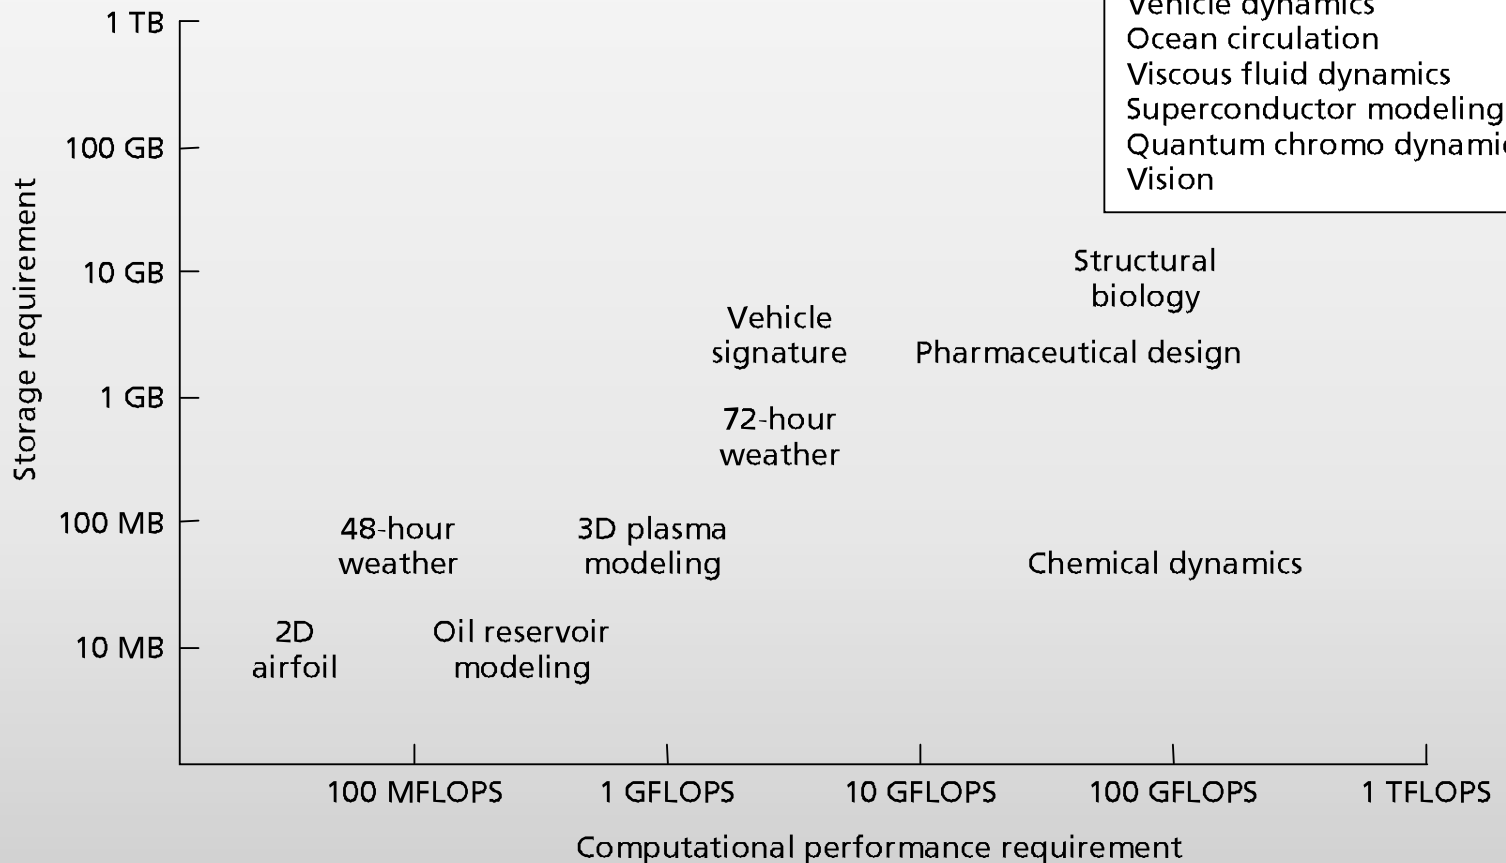 Vehicle dynamics
Ocean circulation
Viscous fluid dynamics
Superconductor modeling
Quantum chromo
Vision
1 TB
100 GB
10 GB
1 GB
100 MB
10 MB
Storage requirement
Structural
biology
Vehicle
signature
Pharmaceutical design
72-hour
weather
48-hour
weather
3D plasma
modeling
Chemical dynamics
2D
airfoil
Oil reservoir
modeling
100 MFLOPS
1 GFLOPS
10 GFLOPS
100 GFLOPS
1 TFLOPS
Computational performance requirement